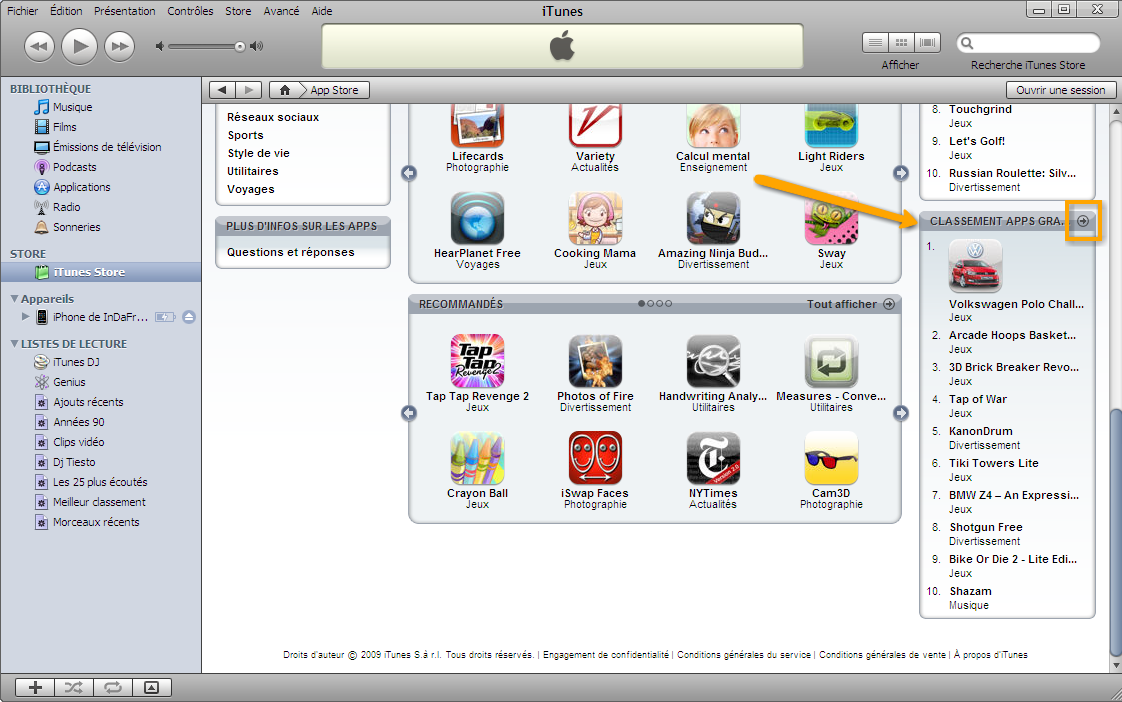 Fichier Édition Présentation Contrôles Store Avancé Aide
iTunes
Afficher
Recherche iTunes Store
BIBLIOTHÈQUE
Musique
Films
Émissions de télévision
Podcasts
Applications
Radio
Sonneries
STORE
iTunes Store
Appareils
iPhone de InDaFr...
LISTES DE LECTURE
iTunes DJ
Genius
Ajouts récents
Années 90
Clips vidéo
Dj Tiesto
Les 25 plus écoutés
Meilleur classement
Morceaux récents
App Store
Ouvrir une session
Réseaux sociaux
Sports
Style de vie
Utilitaires
Voyages
PLUS D'INFOS SUR LES APPS
Questions et réponses
Lifecards
Photographie
Variety
Actualités
Calcul mental
Enseignement
Light Riders
Jeux
HearPlanet Free
Voyages
Cooking Mama
Jeux
Amazing Ninja Bud...
Divertissement
Sway
Jeux
RECOMMANDÉS
Tout afficher
Tap Tap Revenge 2
Tap Tap Revenge 2
Jeux
Photos of Fire
Divertissement
Handwriting Analy...
Utilitaires
Measures - Conve...
Utilitaires
Crayon Ball
Jeux
iSwap Faces
Photographie
Version 2.0
NYTimes
Actualités
Cam3D
Photographie
8. Touchgrind
Jeux
9. Let's Golf!
Jeux
10. Russian Roulette: Silv...
Divertissement
CLASSEMENT APPS GRA...
1.
Volkswagen Polo Chall...
Jeux
2. Arcade Hoops Basket...
Jeux
3. 3D Brick Breaker Revo...
Jeux
4. Tap of War
Jeux
5. KanonDrum
Divertissement
6. Tiki Towers Lite
Jeux
7. BMW Z4 – An Expressi...
Jeux
8. Shotgun Free
Divertissement
9. Bike Or Die 2 - Lite Edi...
Jeux
10. Shazam
Musique
Droits d'auteur © 2009 iTunes S.à r.l. Tous droits réservés. | Engagement de confidentialité | Conditions générales du service | Conditions générales de vente | À propos d'iTunes